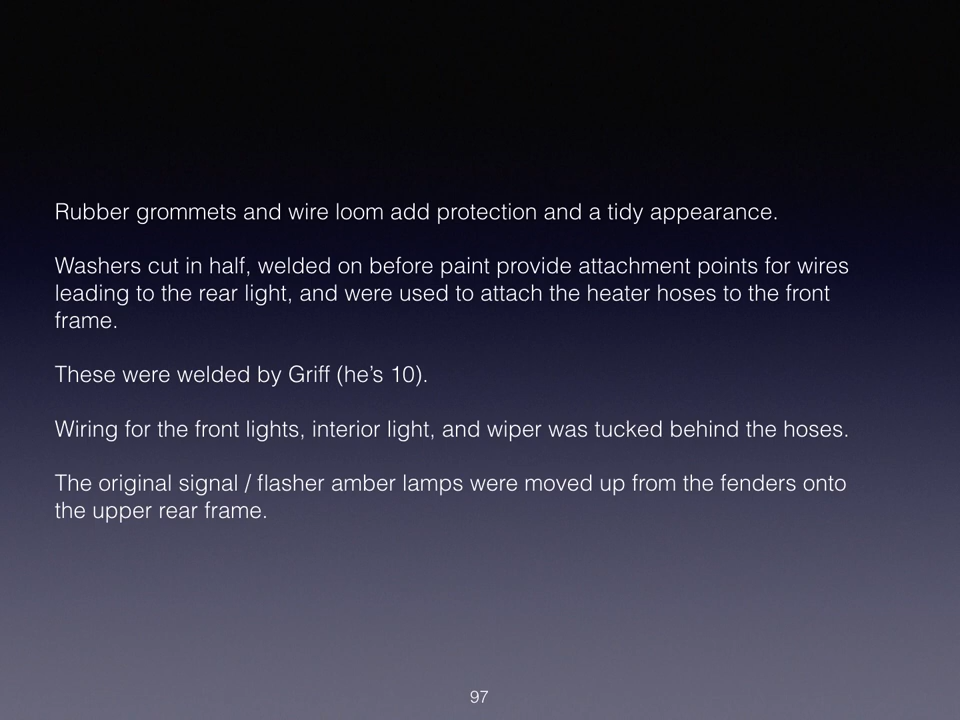 Rubber grommets and wire loom add protection and a tidy appearance.
Washers cut in half, welded on before paint provide attachment points for wires
leading to the rear light, and were used to attach the heater hoses to the front
frame.
These were welded by Griff (he’s 10).
Wiring for the front lights, interior light, and wiper was tucked behind the hoses.
The original signal / flasher amber lamps were moved up from the fenders onto
the upper rear frame.
97